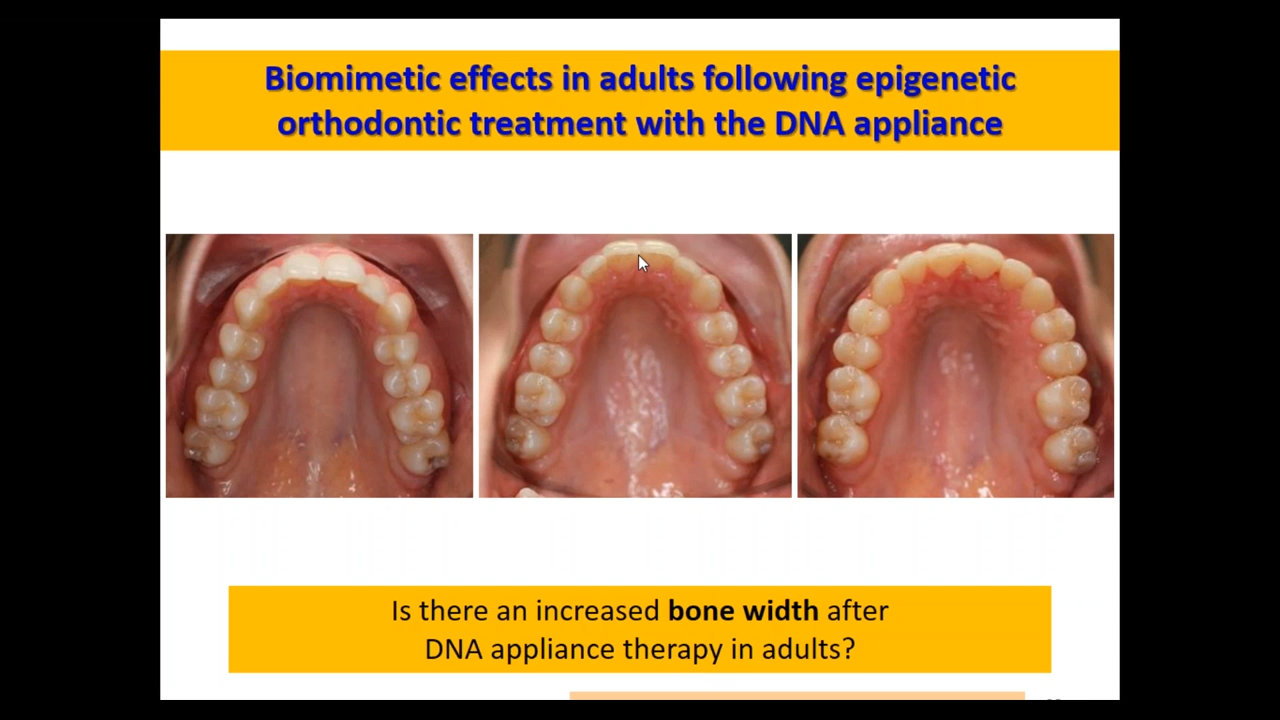 Biomimetic effects in adults following epigenetic
orthodontic treatment with the DNA appliance
Is there an increased bone width after
DNA appliance therapy in adults?